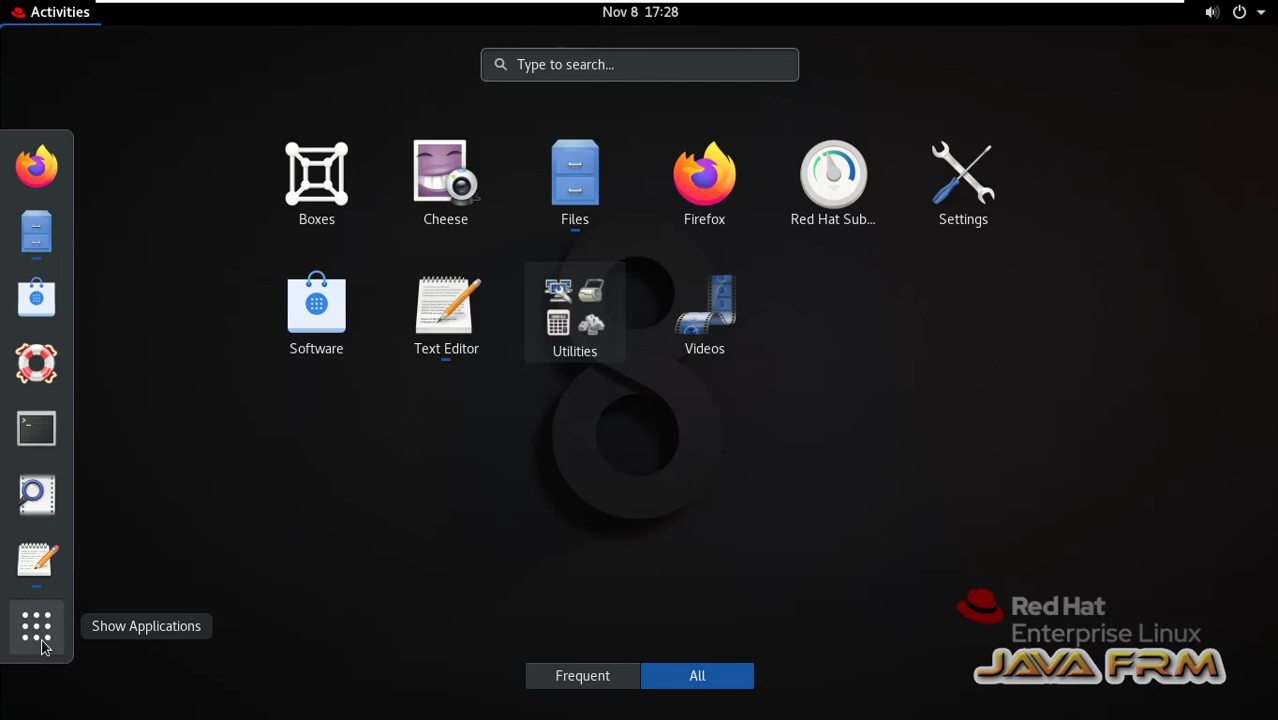 Activities
Nov 8 17:28
Type to search...
Boxes
Cheese
Files
Firefox
Red Hat Sub...
Settings
Software
Text Editor
Utilities
Videos
Show Applications
Red Hat
Enterprise Linux
JAVA FRM
Frequent
All